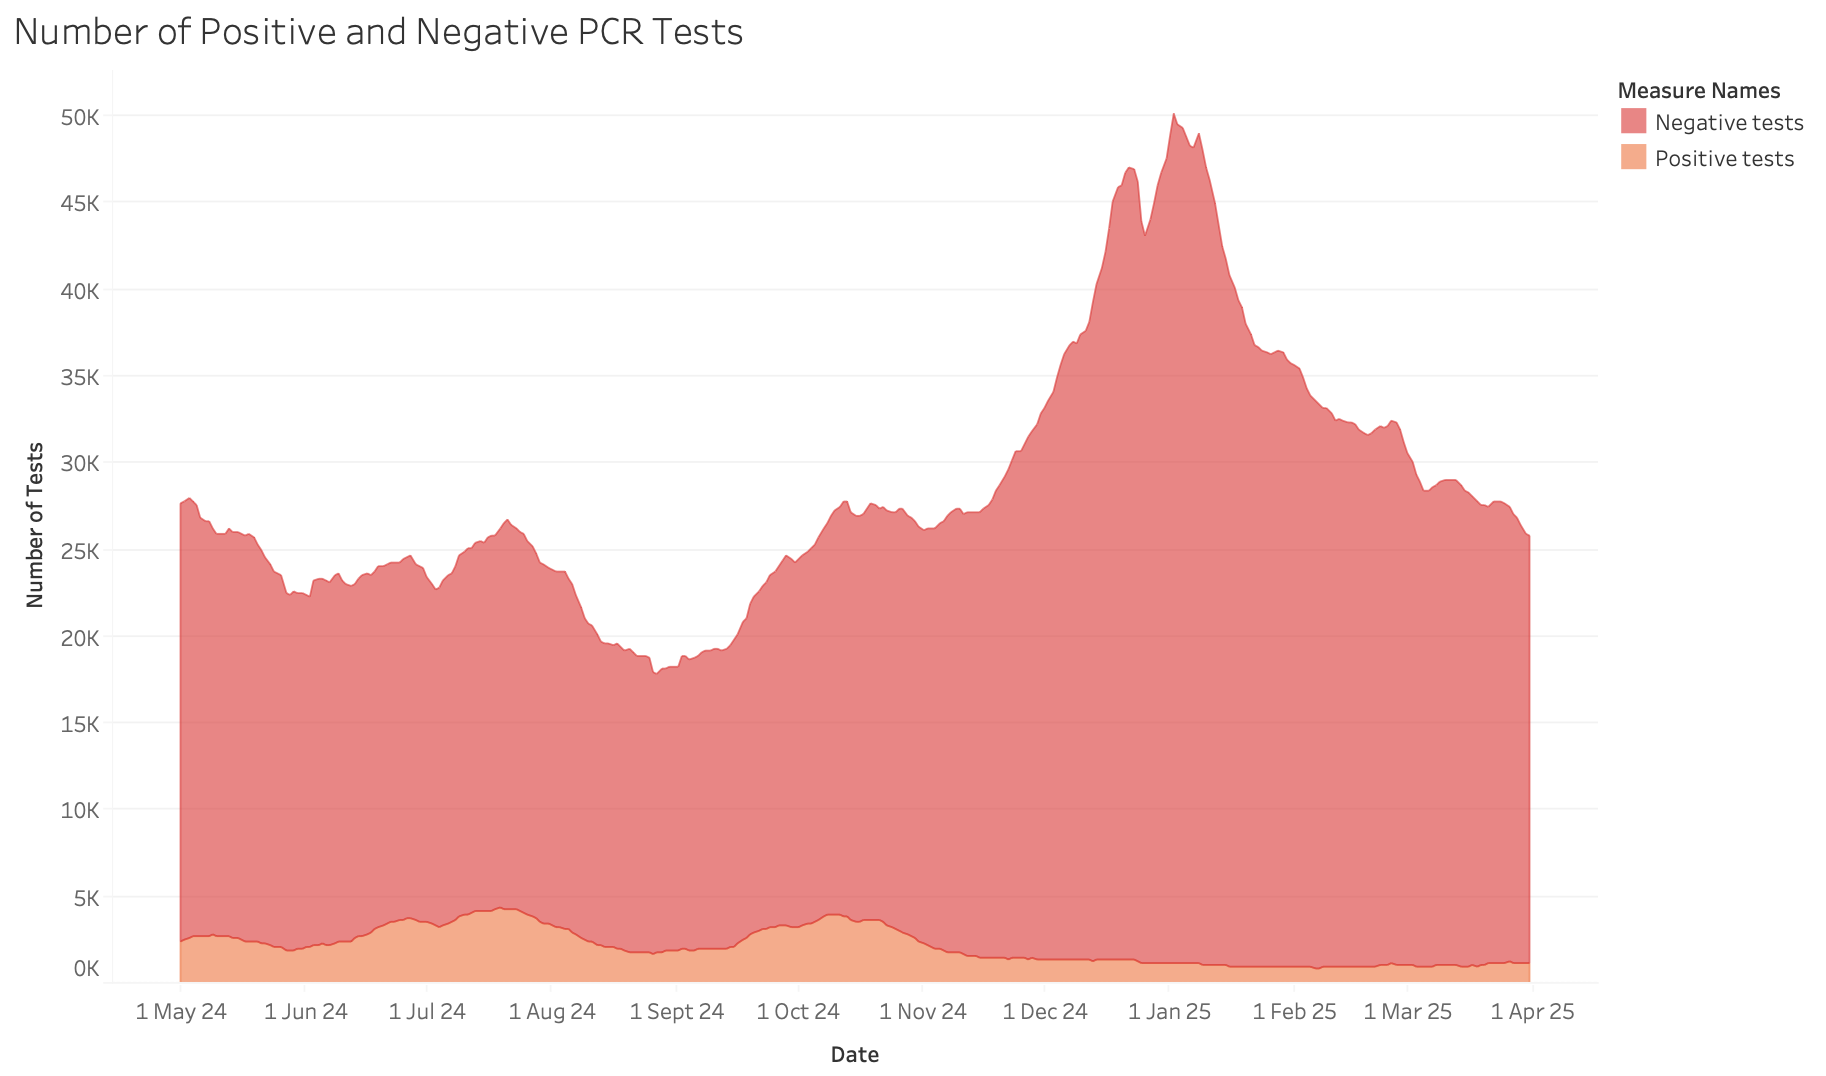 Number of Positive and Negative PCR Tests
Measure Names
Negative tests
Positive tests
50K
45K
40K
35K
30K
25K
20K
15K
10K
5K
0K
Number of Tests
1 May 24
1 Jun 24
1 Jul 24
1 Aug 24
1 Sept 24
1 Oct 24
1 Nov 24
1 Dec 24
1 Jan 25
1 Feb 25
1 Mar 25
1 Apr 25
Date